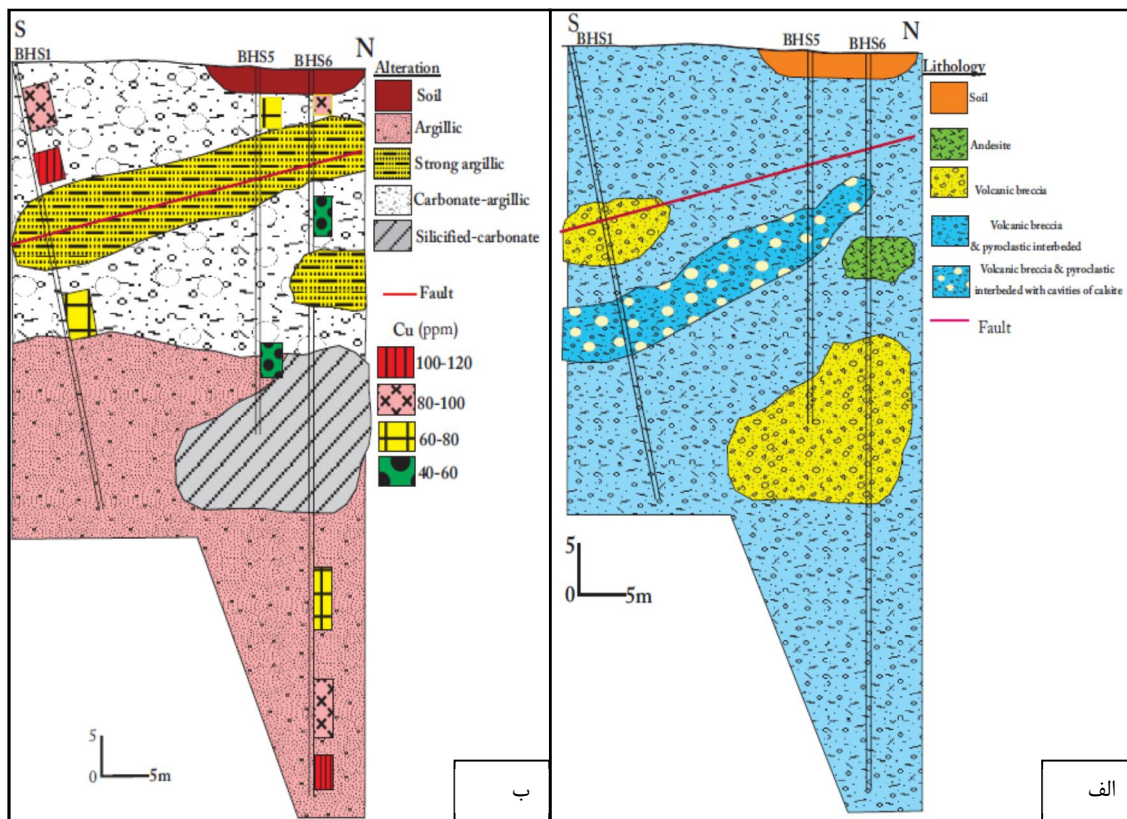 S
N
BHS1
BHS5
BHS6
Alteration
Soil
Argillic
Strong argillic
Carbonate-argillic
Silicified-carbonate
Fault
Cu (ppm)
100-120
80-100
60-80
40-60
5
0
5m
ب
S
N
BHS1
BHS5
BHS6
Lithology
Soil
Andesite
Volcanic breccia
Volcanic breccia
& pyroclastic interbeded
Volcanic breccia & pyroclastic
interbeded with cavities of calsite
Fault
5
0
5m
الف